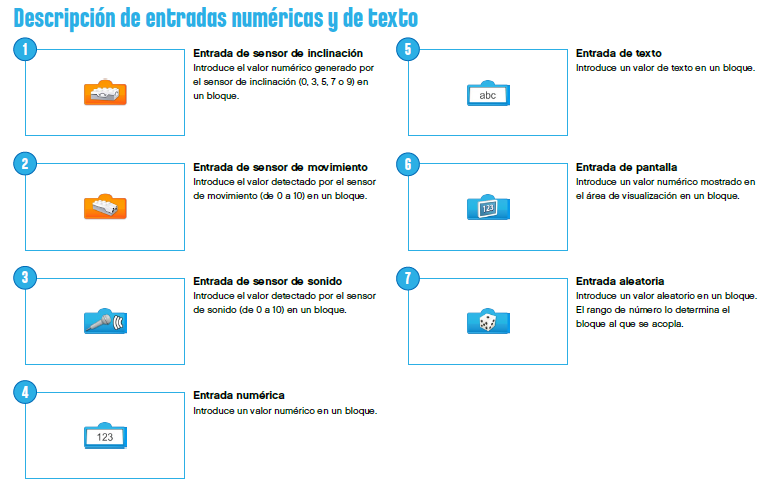 Descripción de entradas numéricas y de texto
1
Entrada de sensor de inclinación
Introduce el valor numérico generado por
el sensor de inclinación (0, 3, 5, 7 o 9) en
un bloque.
2
Entrada de sensor de movimiento
Introduce el valor detectado por el sensor
de movimiento (de 0 a 10) en un bloque.
3
Entrada de sensor de sonido
Introduce el valor detectado por el sensor
de sonido (de 0 a 10) en un bloque.
4
123
Entrada numérica
Introduce un valor numérico en un bloque.
5
abc
Entrada de texto
Introduce un valor de texto en un bloque.
6
123
Entrada de pantalla
Introduce un valor numérico mostrado en
el área de visualización en un bloque.
7
Entrada aleatoria
Introduce un valor aleatorio en un bloque.
El rango de número lo determina el
bloque al que se acopla.